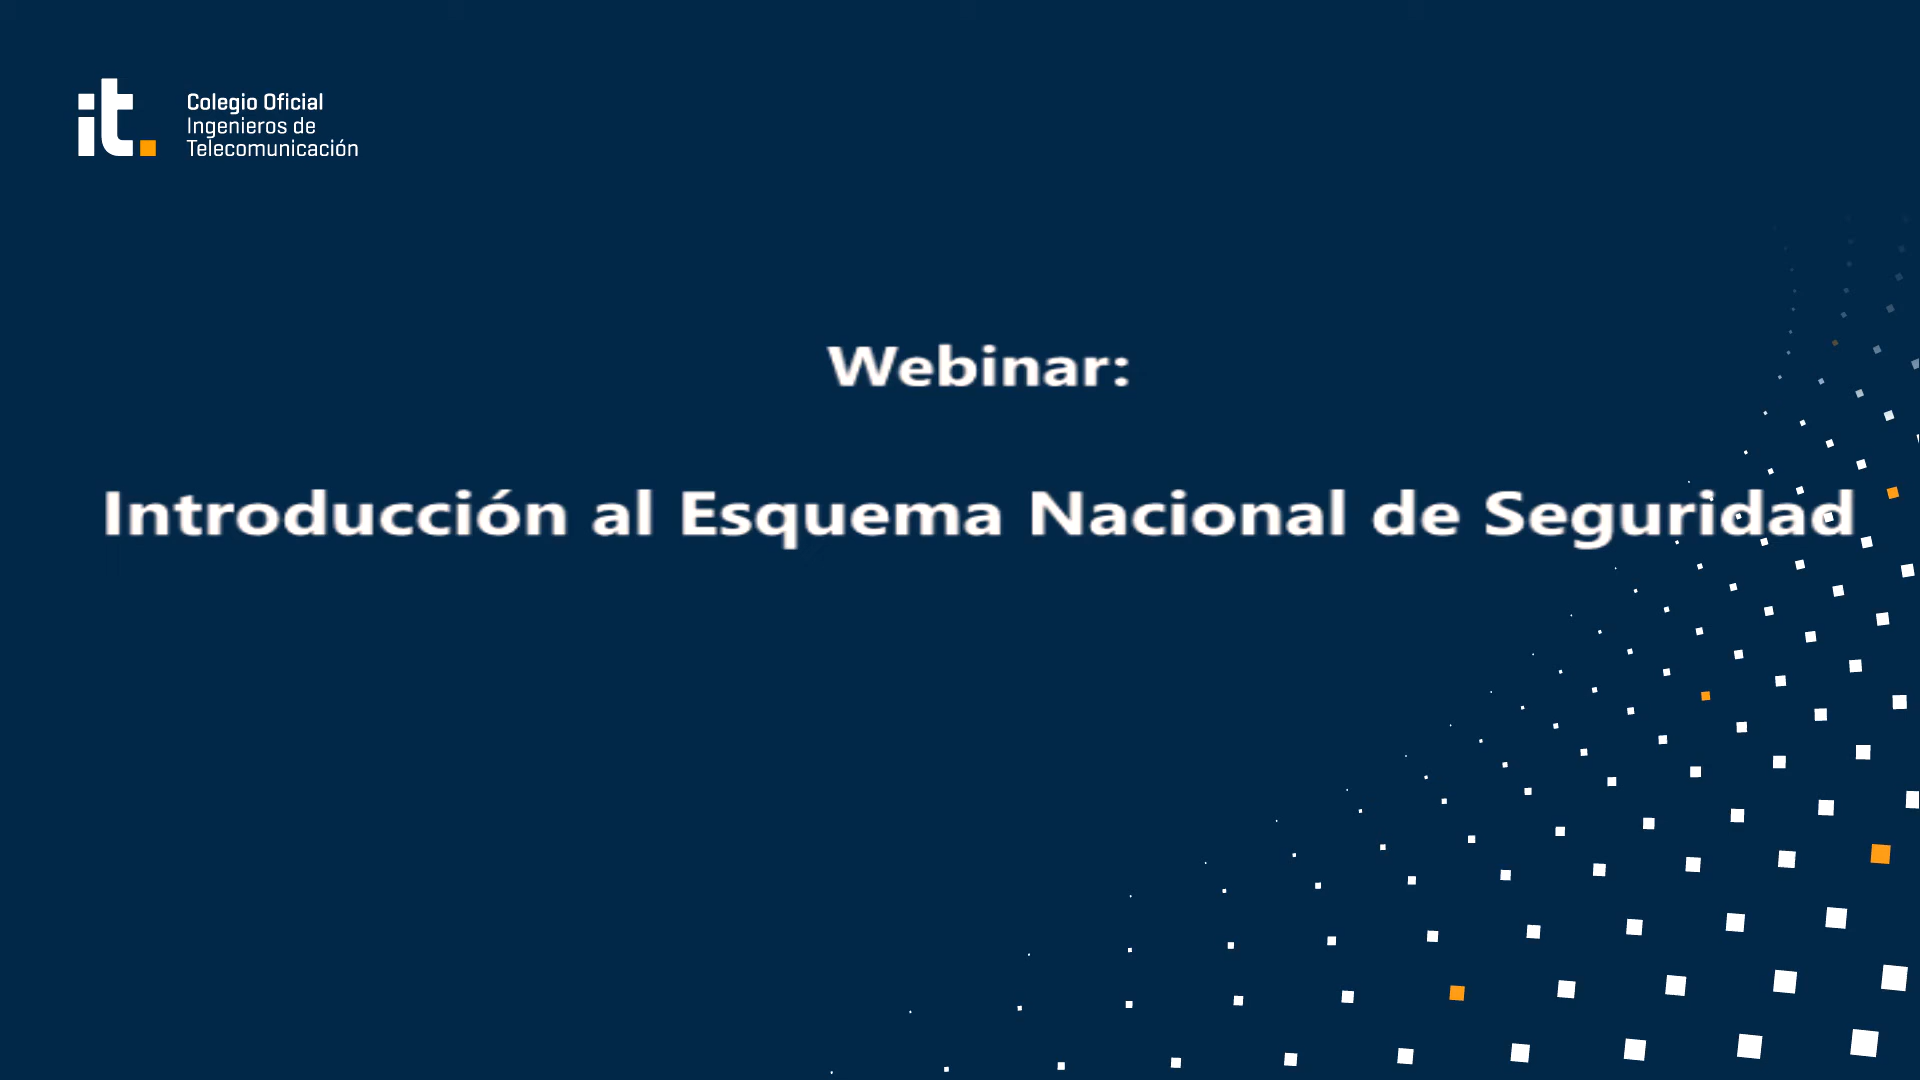 it.
Colegio Oficial
Ingenieros de
Telecomunicación
Webinar:
Introducción al Esquema Nacional de Seguridad